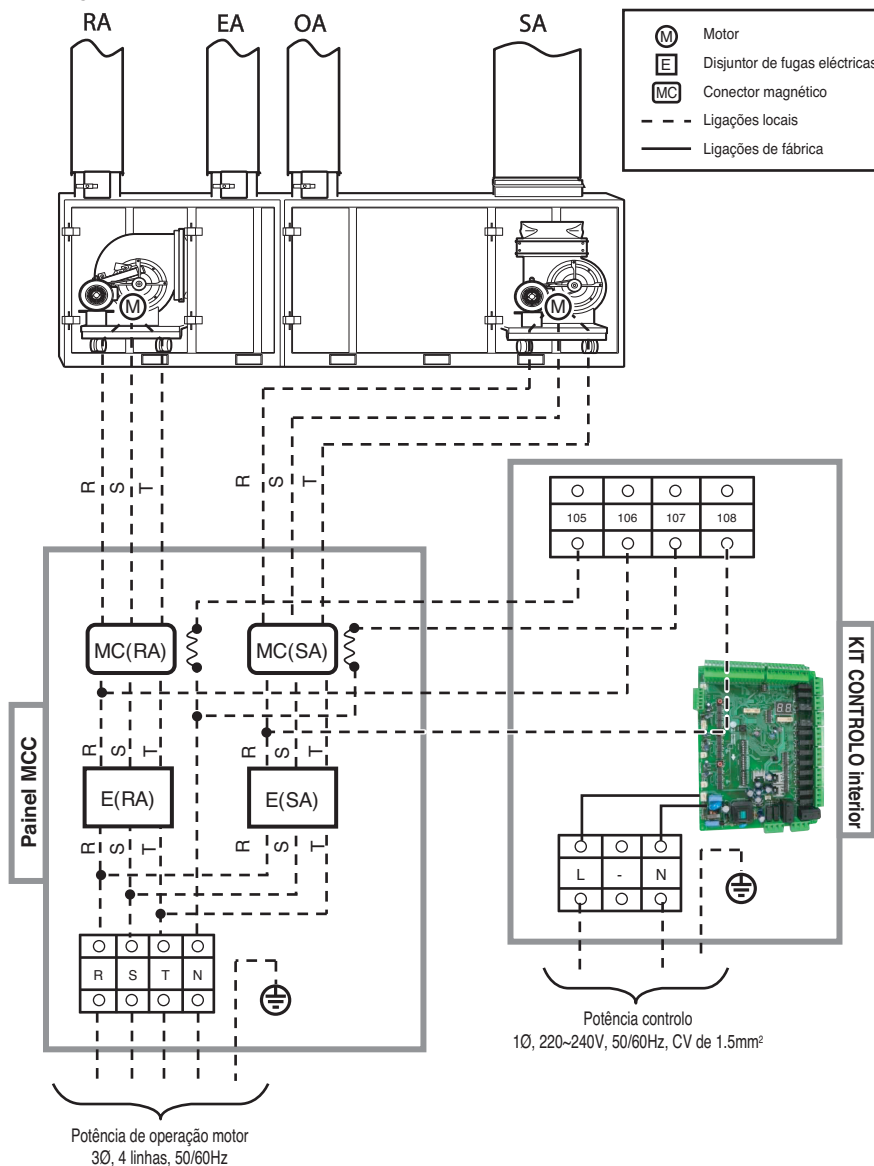 RA EA OA SA
M Motor
E Disjuntor de fugas eléctricas
MC Conector magnético
Ligações locais
Ligações de fábrica
M M
R S T R S T
105 106 107 108
MC(RA) MC(SA)
R S T R S T
E(RA) E(SA)
R S T R S T
Painel MCC
KIT CONTROLO interior
L - N
R S T N
Potência controlo
1Ø, 220~240V, 50/60Hz, CV de 1.5mm²
Potência de operação motor
3Ø, 4 linhas, 50/60Hz